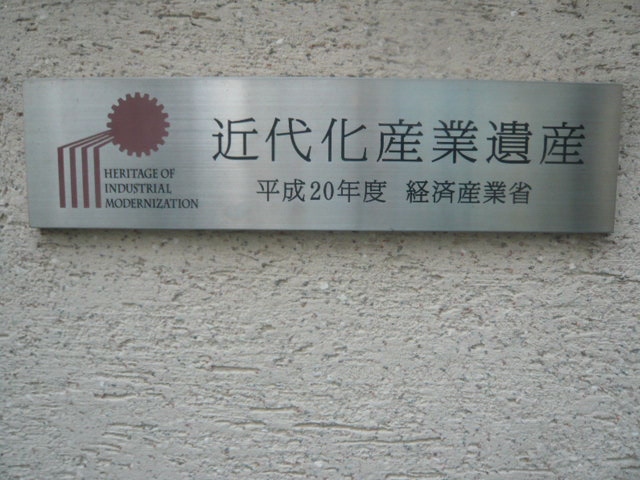 HERITAGE OF
INDUSTRIAL
MODERNIZATION
近代化産業遺産
平成20年度 経済産業省